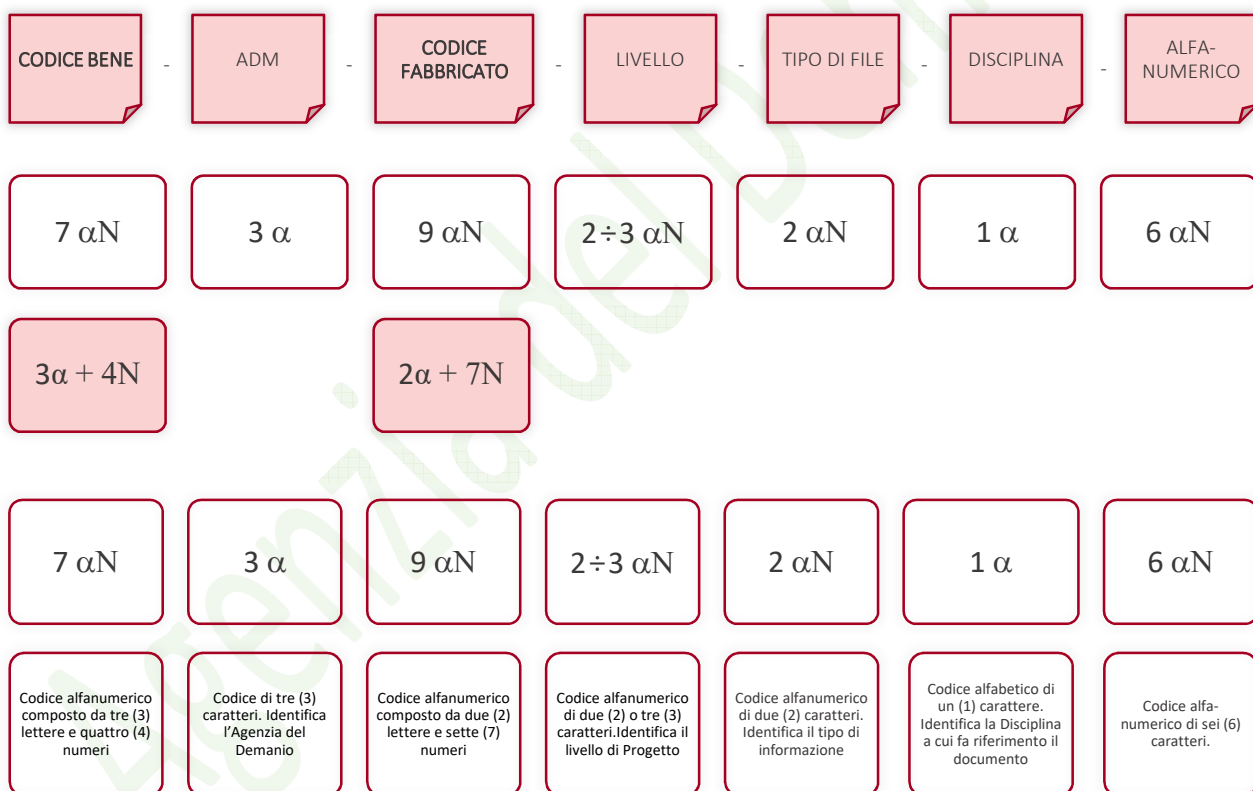 CODICE BENE - ADM - CODICE FABBRICATO - LIVELLO - TIPO DI FILE - DISCIPLINA - ALFA-NUMERICO
7 αN 3 α 9 αN 2÷3 αN 2 αN 1 α 6 αN
3α + 4N 2α + 7N
7 αN 3 α 9 αN 2÷3 αN 2 αN 1 α 6 αN
Codice alfanumerico
composto da tre (3)
lettere e quattro (4)
numeri
Codice di tre (3)
caratteri. Identifica
l'Agenzia del
Demanio
Codice alfanumerico
composto da due (2)
lettere e sette (7)
numeri
Codice alfanumerico
di due (2) o tre (3)
caratteri.Identifica il
livello di Progetto
Codice alfanumerico
di due (2) caratteri.
Identifica il tipo di
informazione
Codice alfabetico di
un (1) carattere.
Identifica la Disciplina
a cui fa riferimento il
documento
Codice alfa-
numerico di sei (6)
caratteri.
Agenzia del